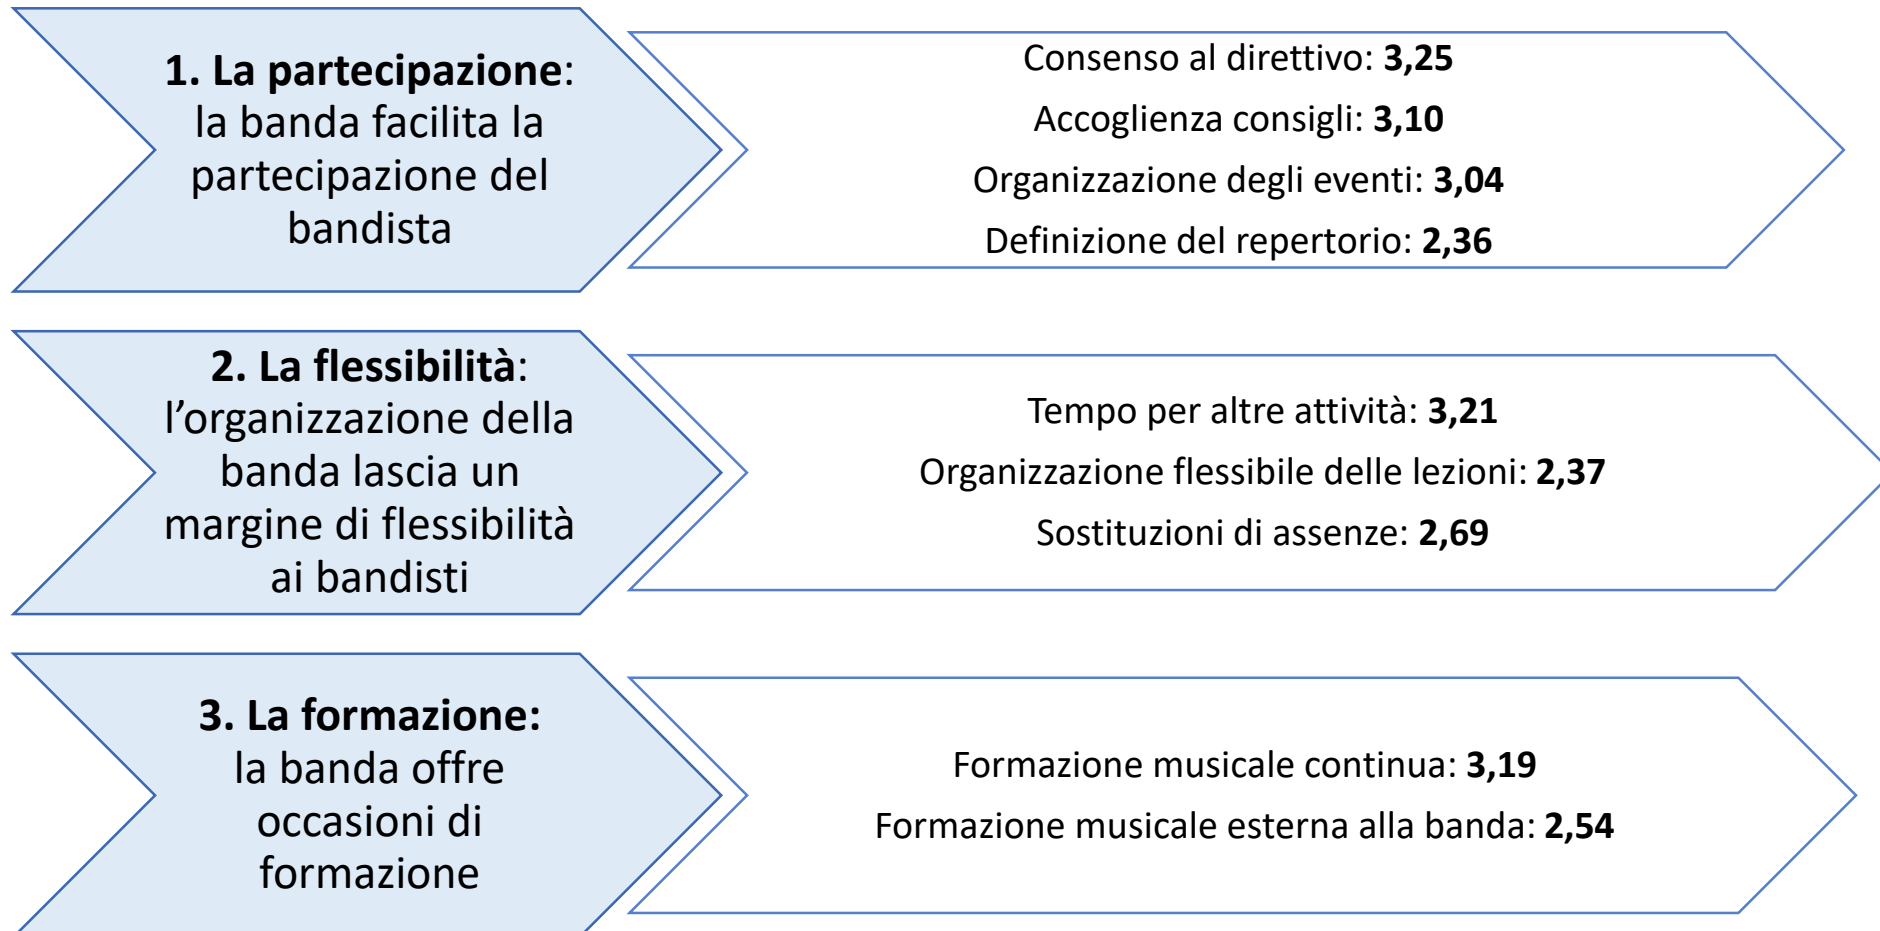 1. La partecipazione:
la banda facilita la
partecipazione del
bandista
Consenso al direttivo: 3,25
Accoglienza consigli: 3,10
Organizzazione degli eventi: 3,04
Definizione del repertorio: 2,36
2. La flessibilità:
l’organizzazione della
banda lascia un
margine di flessibilità
ai bandisti
Tempo per altre attività: 3,21
Organizzazione flessibile delle lezioni: 2,37
Sostituzioni di assenze: 2,69
3. La formazione:
la banda offre
occasioni di
formazione
Formazione musicale continua: 3,19
Formazione musicale esterna alla banda: 2,54